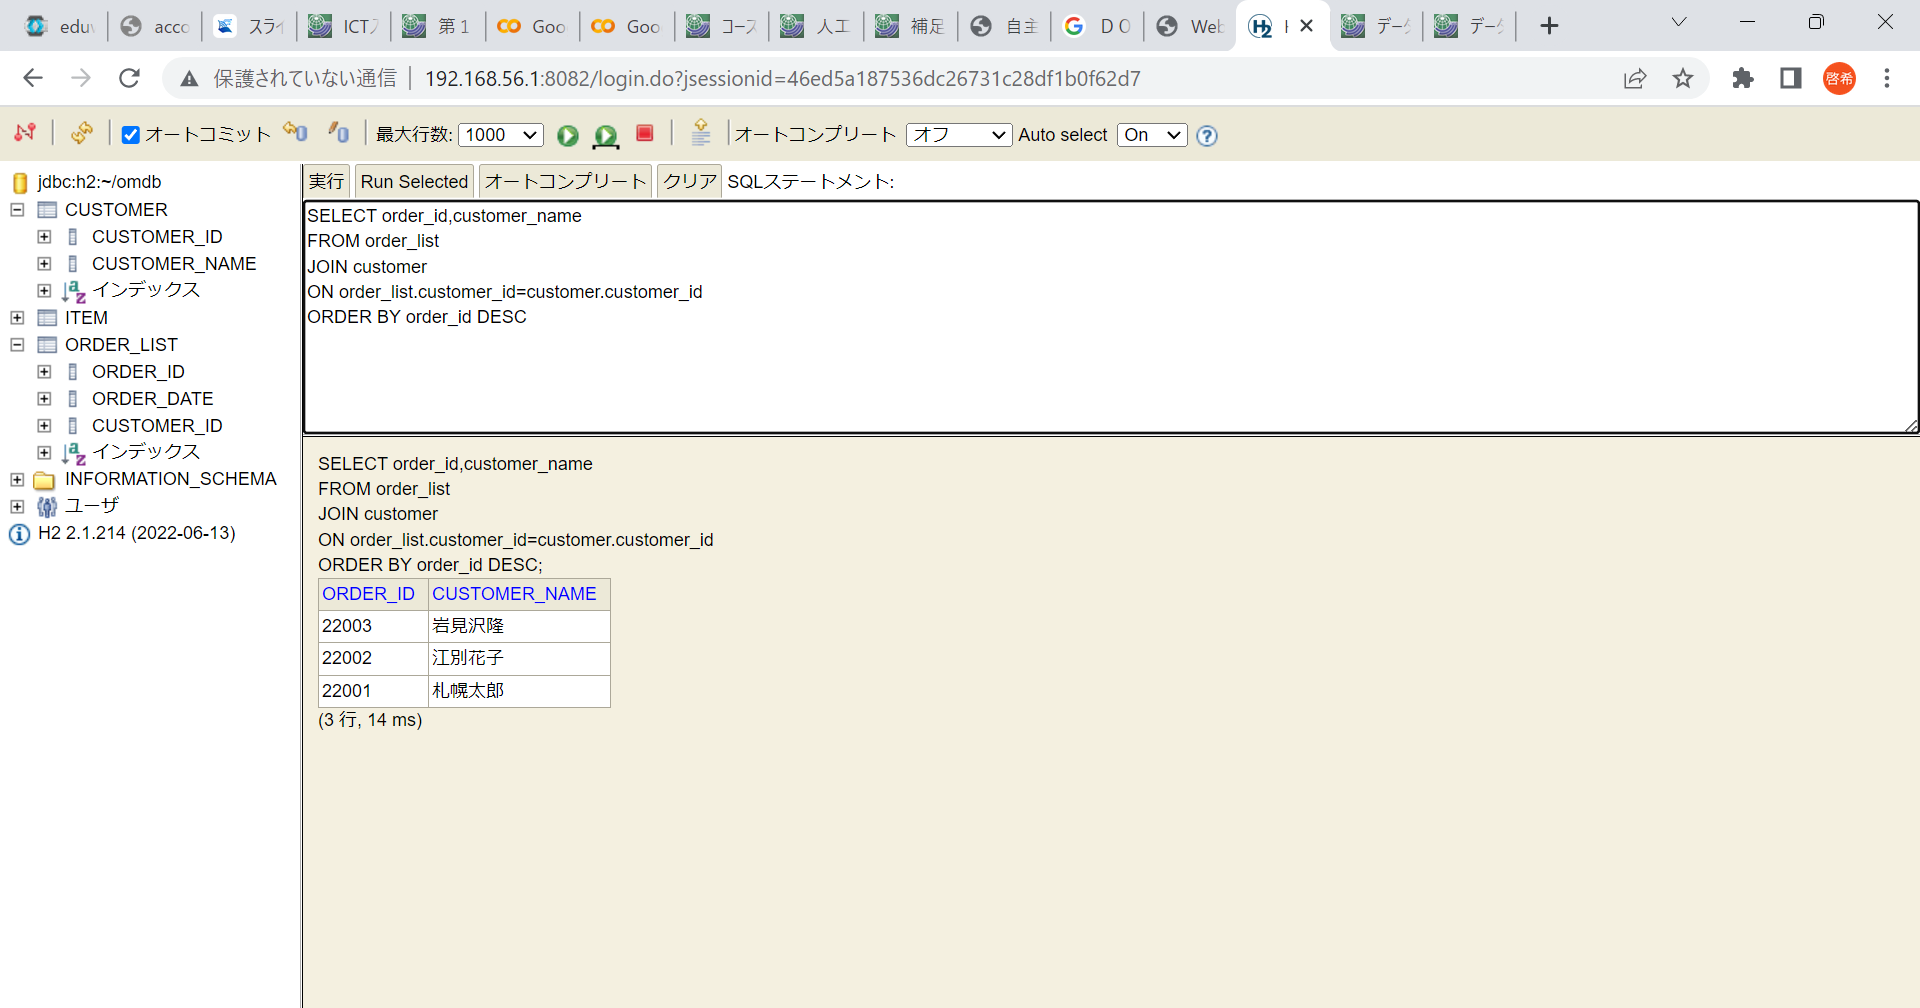 eduv
acco
スライ
ICTス
第 1
Goo
Goo
コース
人工
補足
自主
D O
Web
データ
データ
保護されていない通信
192.168.56.1:8082/login.do?jsessionid=46ed5a187536dc26731c28df1b0f62d7
啓希
オートコミット
最大行数: 1000
オートコンプリート オフ
Auto select On
jdbc:h2:~/omdb
CUSTOMER
CUSTOMER_ID
CUSTOMER_NAME
インデックス
ITEM
ORDER_LIST
ORDER_ID
ORDER_DATE
CUSTOMER_ID
インデックス
INFORMATION_SCHEMA
ユーザ
H2 2.1.214 (2022-06-13)
実行 Run Selected オートコンプリート クリア SQLステートメント:
SELECT order_id,customer_name
FROM order_list
JOIN customer
ON order_list.customer_id=customer.customer_id
ORDER BY order_id DESC
SELECT order_id,customer_name
FROM order_list
JOIN customer
ON order_list.customer_id=customer.customer_id
ORDER BY order_id DESC;
ORDER_ID CUSTOMER_NAME
22003 岩見沢隆
22002 江別花子
22001 札幌太郎
(3 行, 14 ms)